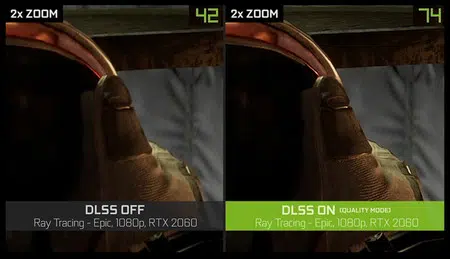 2x ZOOM
42
2x ZOOM
74
DLSS OFF
Ray Tracing - Epic, 1080p, RTX 2060
DLSS ON (QUALITY MODE)
Ray Tracing - Epic, 1080p, RTX 2060